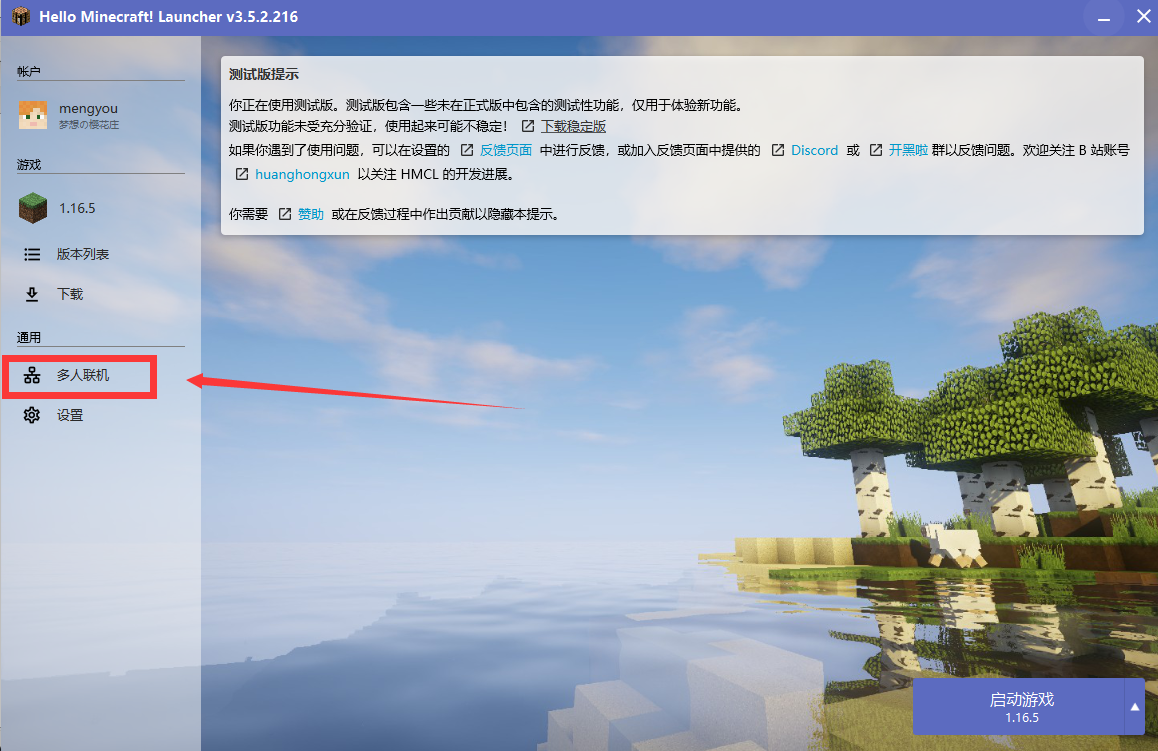 Hello Minecraft! Launcher v3.5.2.216
帐户
mengyou
梦想の樱花庄
游戏
1.16.5
版本列表
下载
通用
多人联机
设置
测试版提示
你正在使用测试版。测试版包含一些未在正式版中包含的测试性功能，仅用于体验新功能。
测试版功能未受充分验证，使用起来可能不稳定！ 下载稳定版
如果你遇到了使用问题，可以在设置的 反馈页面 中进行反馈，或加入反馈页面中提供的 Discord 或 开黑啦 群以反馈问题。欢迎关注 B 站账号
huanghongxun 以关注 HMCL 的开发进展。
你需要 赞助 或在反馈过程中作出贡献以隐藏本提示。
启动游戏
1.16.5